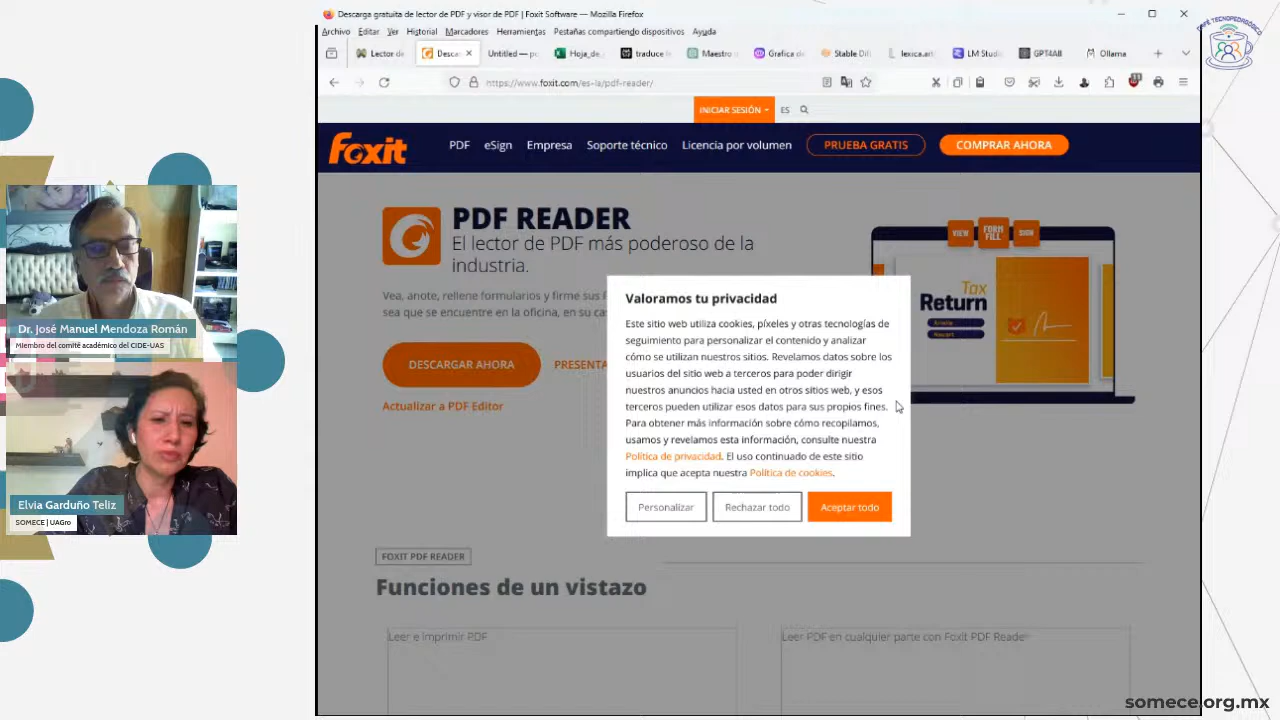 Descarga gratuita de lector de PDF y visor de PDF | Foxit Software — Mozilla Firefox
Archivo Editar Ver Historial Marcadores Herramientas Pestañas compartiendo dispositivos Ayuda
Lector de
Desca
Untitled — po
Hoja_de
traduce
Maestro
Grafica de
Stable Dif
lexica.art
LM Studi
GPT4All
Ollama
https://www.foxit.com/es-la/pdf-reader/
INICIAR SESIÓN
ES
Foxit
PDF eSign Empresa Soporte técnico Licencia por volumen PRUEBA GRATIS COMPRAR AHORA
PDF READER
El lector de PDF más poderoso de la
industria.
Vea, anote, rellene formularios y firme sus
sea que se encuentre en la oficina, en su
DESCARGAR AHORA
PRESENTA
Actualizar a PDF Editor
VIEW
FORM
FILL
SIGN
Tax
Return
Valoramos tu privacidad
Este sitio web utiliza cookies, píxeles y otras tecnologías de
seguimiento para personalizar el contenido y analizar
cómo se utilizan nuestros sitios. Revelamos datos sobre los
usuarios del sitio web a terceros para poder dirigir
nuestros anuncios hacia usted en otros sitios web, y esos
terceros pueden utilizar esos datos para sus propios fines.
Para obtener más información sobre cómo recopilamos,
usamos y revelamos esta información, consulte nuestra
Política de privacidad. El uso continuado de este sitio
implica que acepta nuestra Política de cookies.
Personalizar
Rechazar todo
Aceptar todo
FOXIT PDF READER
Funciones de un vistazo
Leer e imprimir PDF
Leer PDF en cualquier parte con Foxit PDF Reader
Dr. José Manuel Mendoza Román
Miembro del comité académico del CIDE-UAS
Elvia Garduño Teliz
SOMECE | UAGro
CAFÉ TECNOPEDAGÓGICO
somece.org.mx